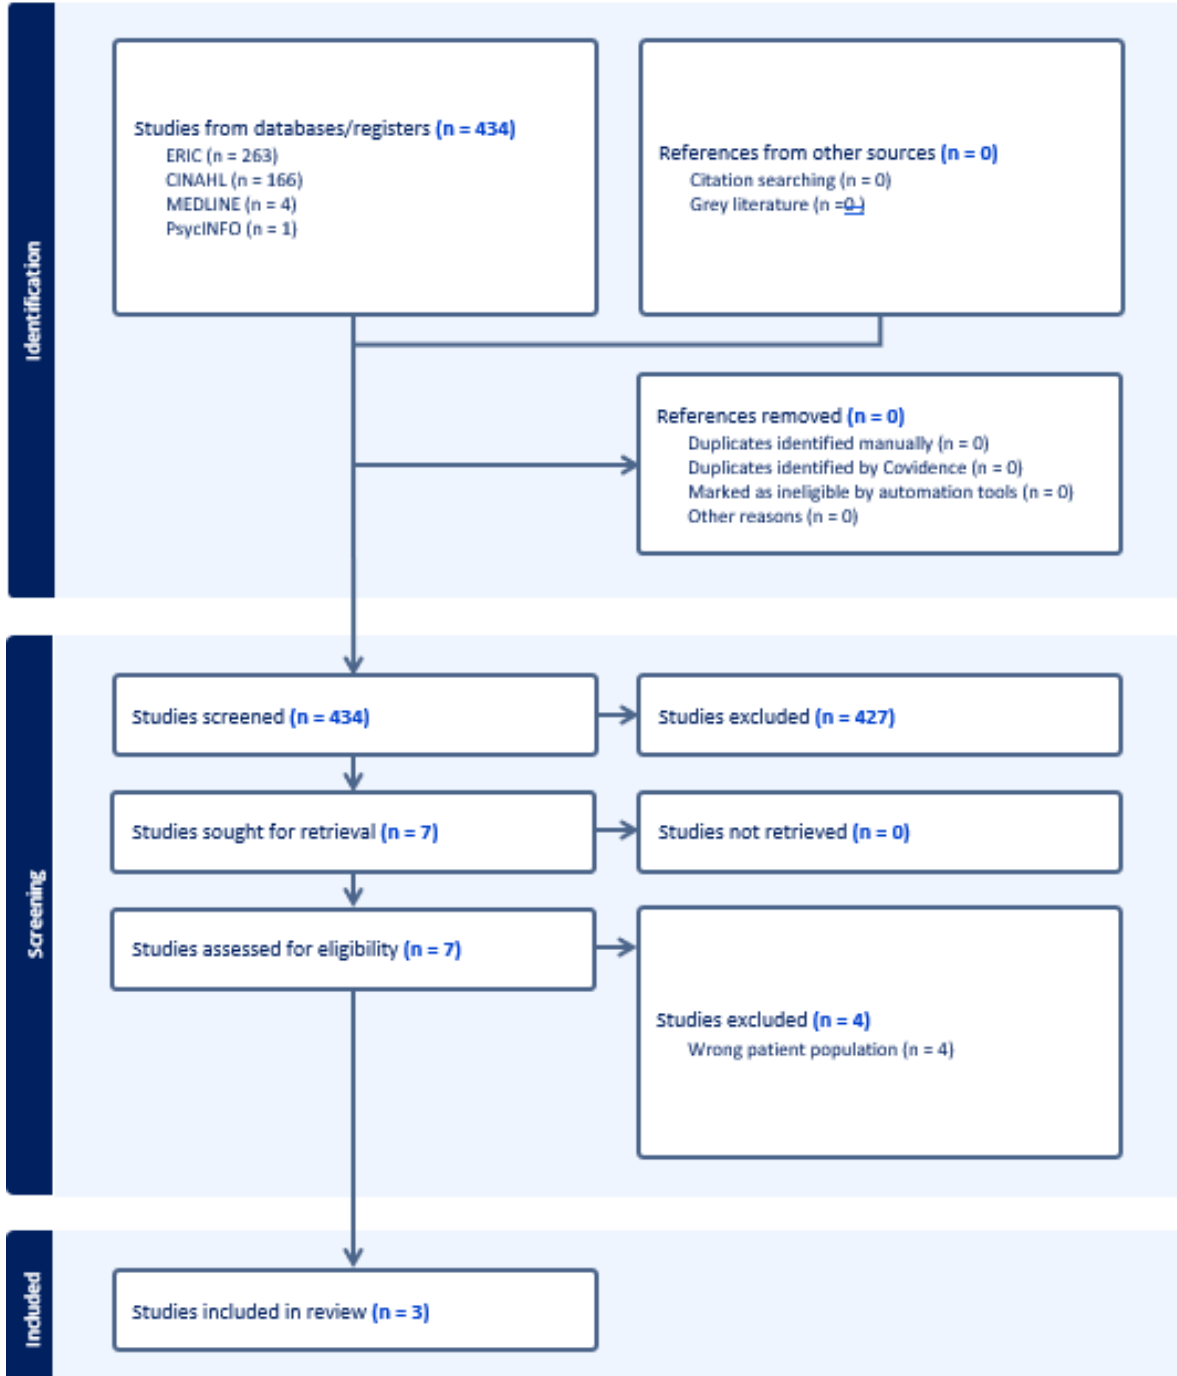 Identification
Studies from databases/registers (n = 434)
ERIC (n = 263)
CINAHL (n = 166)
MEDLINE (n = 4)
PsycINFO (n = 1)
References from other sources (n = 0)
Citation searching (n = 0)
Grey literature (n =0 )
References removed (n = 0)
Duplicates identified manually (n = 0)
Duplicates identified by Covidence (n = 0)
Marked as ineligible by automation tools (n = 0)
Other reasons (n = 0)
Screening
Studies screened (n = 434)
Studies excluded (n = 427)
Studies sought for retrieval (n = 7)
Studies not retrieved (n = 0)
Studies assessed for eligibility (n = 7)
Studies excluded (n = 4)
Wrong patient population (n = 4)
Included
Studies included in review (n = 3)